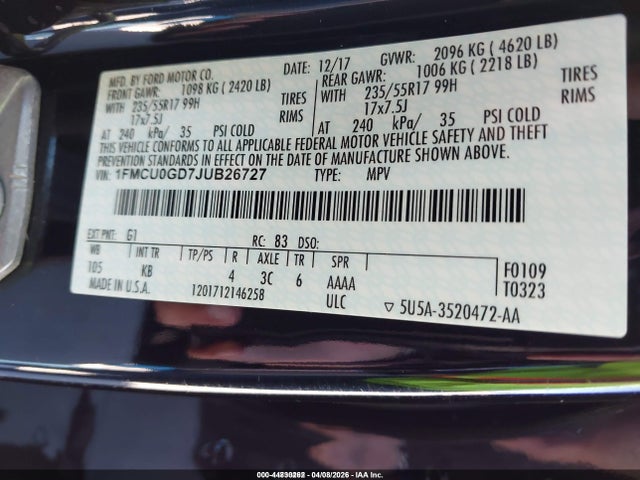 MFD. BY FORD MOTOR CO. DATE: 12/17 GVWR: 2096 KG ( 4620 LB)
FRONT GAWR: 1098 KG ( 2420 LB) REAR GAWR: 1006 KG ( 2218 LB)
WITH 235/55R17 99H TIRES WITH 235/55R17 99H TIRES
17x7.5J RIMS 17x7.5J RIMS
AT 240 kPa/ 35 PSI COLD AT 240 kPa/ 35 PSI COLD
THIS VEHICLE CONFORMS TO ALL APPLICABLE FEDERAL MOTOR VEHICLE SAFETY AND THEFT
PREVENTION STANDARDS IN EFFECT ON THE DATE OF MANUFACTURE SHOWN ABOVE.
VIN: 1FMCU0GD7JUB26727 TYPE: MPV
EXT PNT: G1 RC: 83 DSO:
WB INT TR TP/PS R AXLE TR SPR
105 KB 4 3C 6 AAAA F0109
MADE IN U.S.A. 1201712146258 ULC T0323
▽ 5U5A-3520472-AA
04/08/2026 - IAA Inc.